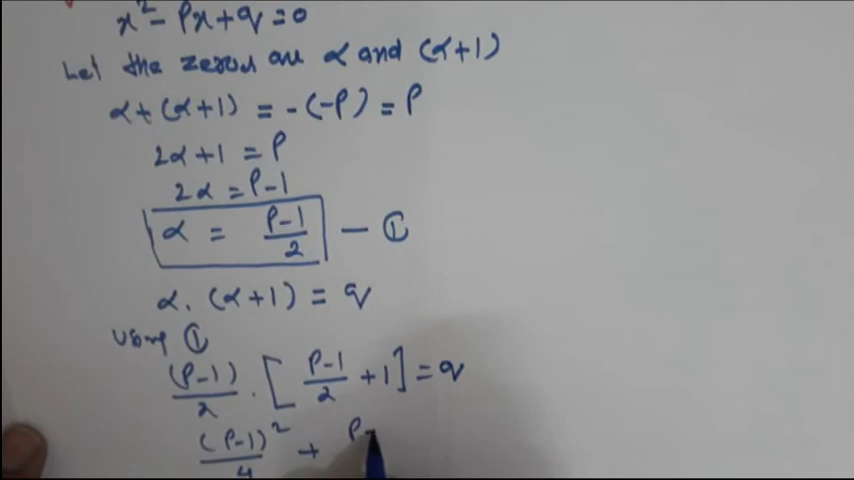 x² - Px + q = 0
Let the zeros are α and (α+1)
α + (α+1) = -(-P) = P
2α + 1 = P
2α = P-1
α = (P-1)/2 — ①
α. (α+1) = q
Using ①
(P-1)/2 . [ (P-1)/2 + 1 ] = q
(P-1)²/4 + P-